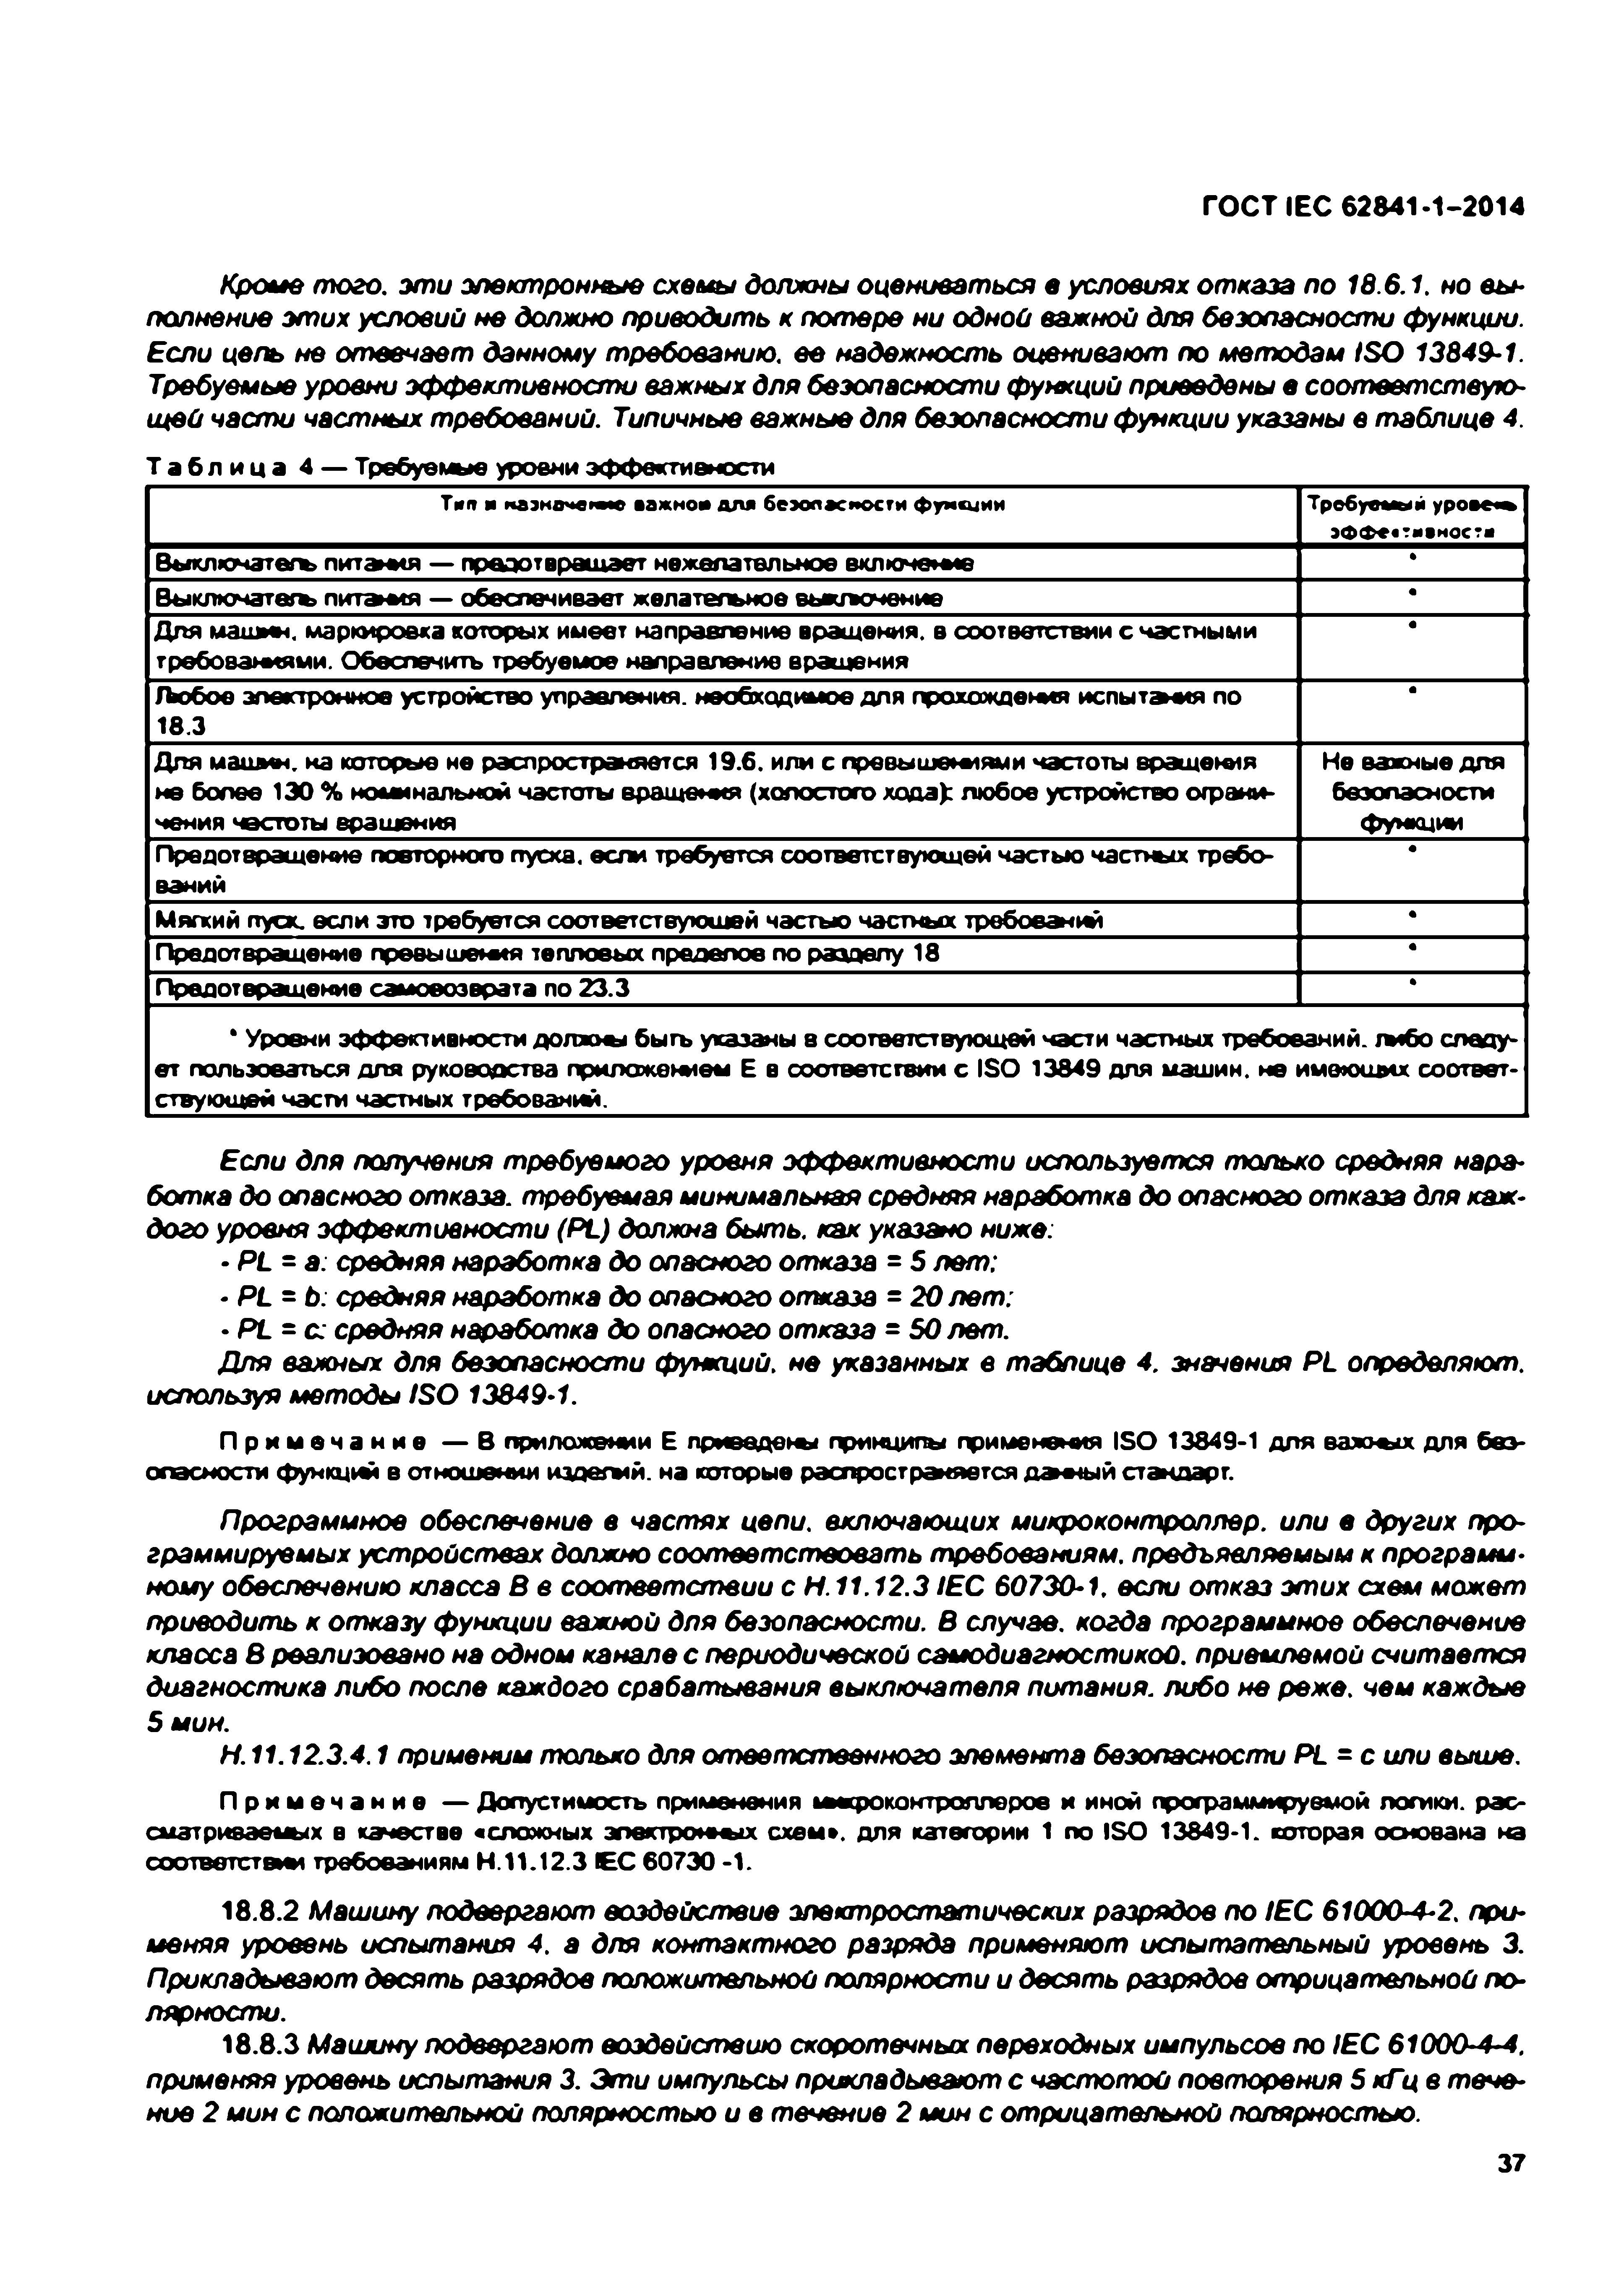 ГОСТ IEC 62841-1–2014
Кроме того, эти электронные схемы должны оцениваться в условиях отказа по 18.6.1, но вы-
полнение этих условий не должно приводить к потере ни одной важной для безопасности функции.
Если цепь не отвечает данному требованию, ее надежность оценивают по методам ISO 13849-1.
Требуемые уровни эффективности важных для безопасности функций приведены в соответствую-
щей части частных требований. Типичные важные для безопасности функции указаны в таблице 4.
Таблица 4 — Требуемые уровни эффективности
Тип и назначение важной для безопасности функции
Требуемый уровень
эффективности
Выключатель питания — предотвращает нежелательное включение
*
Выключатель питания — обеспечивает желательное выключение
*
Для машин, маркировка которых имеет направление вращения, в соответствии с частными
требованиями. Обеспечить требуемое направление вращения
*
Любое электронное устройство управления, необходимое для прохождения испытания по
18.3
*
Для машин, на которые не распространяется 19.6, или с превышениями частоты вращения
не более 130 % номинальной частоты вращения (холостого хода): любое устройство ограни-
чения частоты вращения
Не важные для
безопасности
функции
Предотвращение повторного пуска, если требуется соответствующей частью частных требо-
ваний
*
Мягкий пуск, если это требуется соответствующей частью частных требований
*
Предотвращение превышения тепловых пределов по разделу 18
*
Предотвращение самовозврата по 23.3
*
* Уровни эффективности должны быть указаны в соответствующей части частных требований, либо следу-
ет пользоваться для руководства приложением Е в соответствии с ISO 13849 для машин, не имеющих соответ-
ствующей части частных требований.
Если для получения требуемого уровня эффективности используется только средняя нара-
ботка до опасного отказа, требуемая минимальная средняя наработка до опасного отказа для каж-
дого уровня эффективности (PL) должна быть, как указано ниже:
- PL = a: средняя наработка до опасного отказа = 5 лет;
- PL = b: средняя наработка до опасного отказа = 20 лет;
- PL = c: средняя наработка до опасного отказа = 50 лет.
Для важных для безопасности функций, не указанных в таблице 4, значения PL определяют,
используя методы ISO 13849-1.
Примечание — В приложении Е приведены принципы применения ISO 13849-1 для важных для без-
опасности функций в отношении изделий, на которые распространяется данный стандарт.
Программное обеспечение в частях цепи, включающих микроконтроллер, или в других про-
граммируемых устройствах должно соответствовать требованиям, предъявляемым к программ-
ному обеспечению класса В в соответствии с Н.11.12.3 IEC 60730-1, если отказ этих схем может
приводить к отказу функции важной для безопасности. В случае, когда программное обеспечение
класса В реализовано на одном канале с периодической самодиагностикой, приемлемой считается
диагностика либо после каждого срабатывания выключателя питания, либо не реже, чем каждые
5 мин.
Н.11.12.3.4.1 применим только для ответственного элемента безопасности PL = c или выше.
Примечание — Допустимость применения микроконтроллеров и иной программируемой логики, рас-
сматриваемых в качестве «сложных электронных схем», для категории 1 по ISO 13849-1, которая основана на
соответствии требованиям Н.11.12.3 IEC 60730 -1.
18.8.2 Машину подвергают воздействие электростатических разрядов по IEC 61000-4-2, при-
меняя уровень испытания 4, а для контактного разряда применяют испытательный уровень 3.
Прикладывают десять разрядов положительной полярности и десять разрядов отрицательной по-
лярности.
18.8.3 Машину подвергают воздействию скоротечных переходных импульсов по IEC 61000-4-4,
применяя уровень испытания 3. Эти импульсы прикладывают с частотой повторения 5 кГц в тече-
ние 2 мин с положительной полярностью и в течение 2 мин с отрицательной полярностью.
37